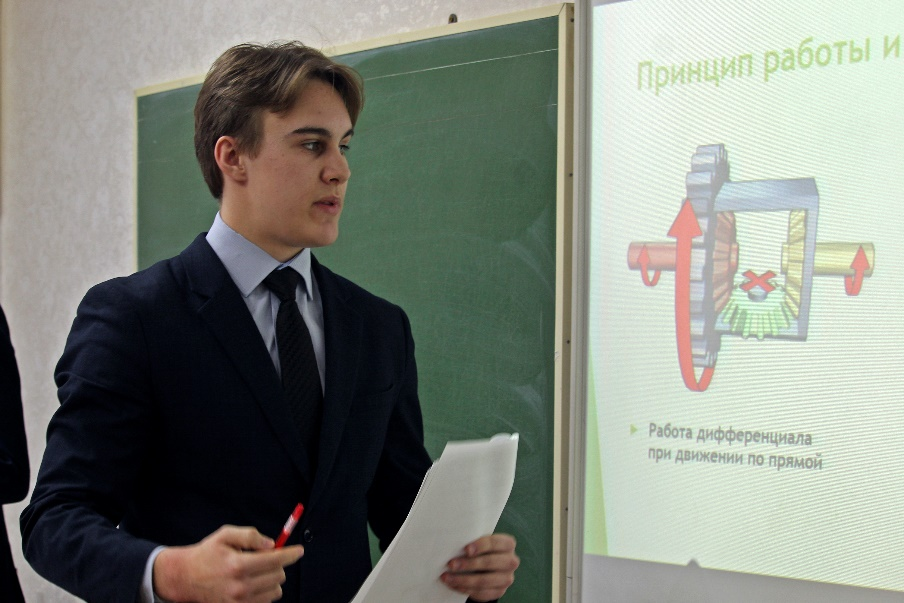 Принцип работы и
Работа дифференциала
при движении по прямой